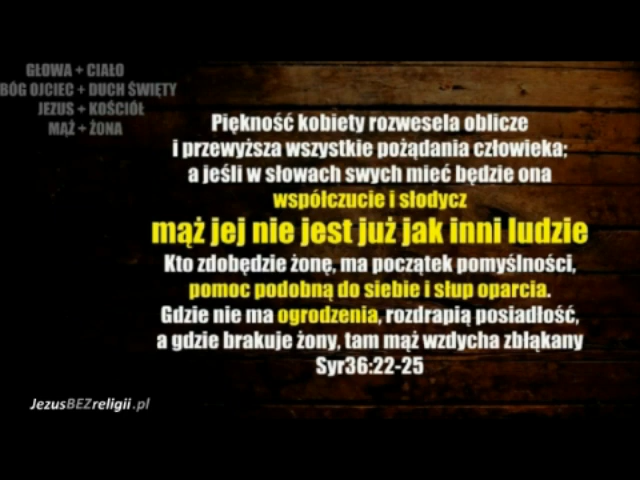 GŁOWA + CIAŁO
BÓG OJCIEC + DUCH ŚWIĘTY
JEZUS + KOŚCIÓŁ
MĄŻ + ŻONA
Piękność kobiety rozwesela oblicze
i przewyższa wszystkie pożądania człowieka;
a jeśli w słowach swych mieć będzie ona
współczucie i słodycz
mąż jej nie jest już jak inni ludzie
Kto zdobędzie żonę, ma początek pomyślności,
pomoc podobną do siebie i słup oparcia.
Gdzie nie ma ogrodzenia, rozdrapią posiadłość,
a gdzie brakuje żony, tam mąż wzdycha zbłąkany
Syr36:22-25
JezusBEZreligii.pl